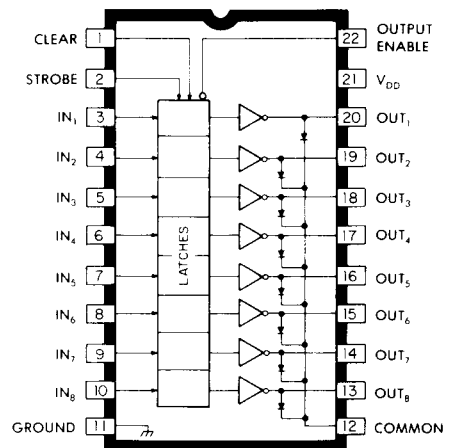 CLEAR 1 22 OUTPUT ENABLE
STROBE 2 21 VDD
IN1 3 20 OUT1
IN2 4 19 OUT2
IN3 5 18 OUT3
IN4 6 17 OUT4
IN5 7 16 OUT5
IN6 8 15 OUT6
IN7 9 14 OUT7
IN8 10 13 OUT8
GROUND 11 12 COMMON
LATCHES